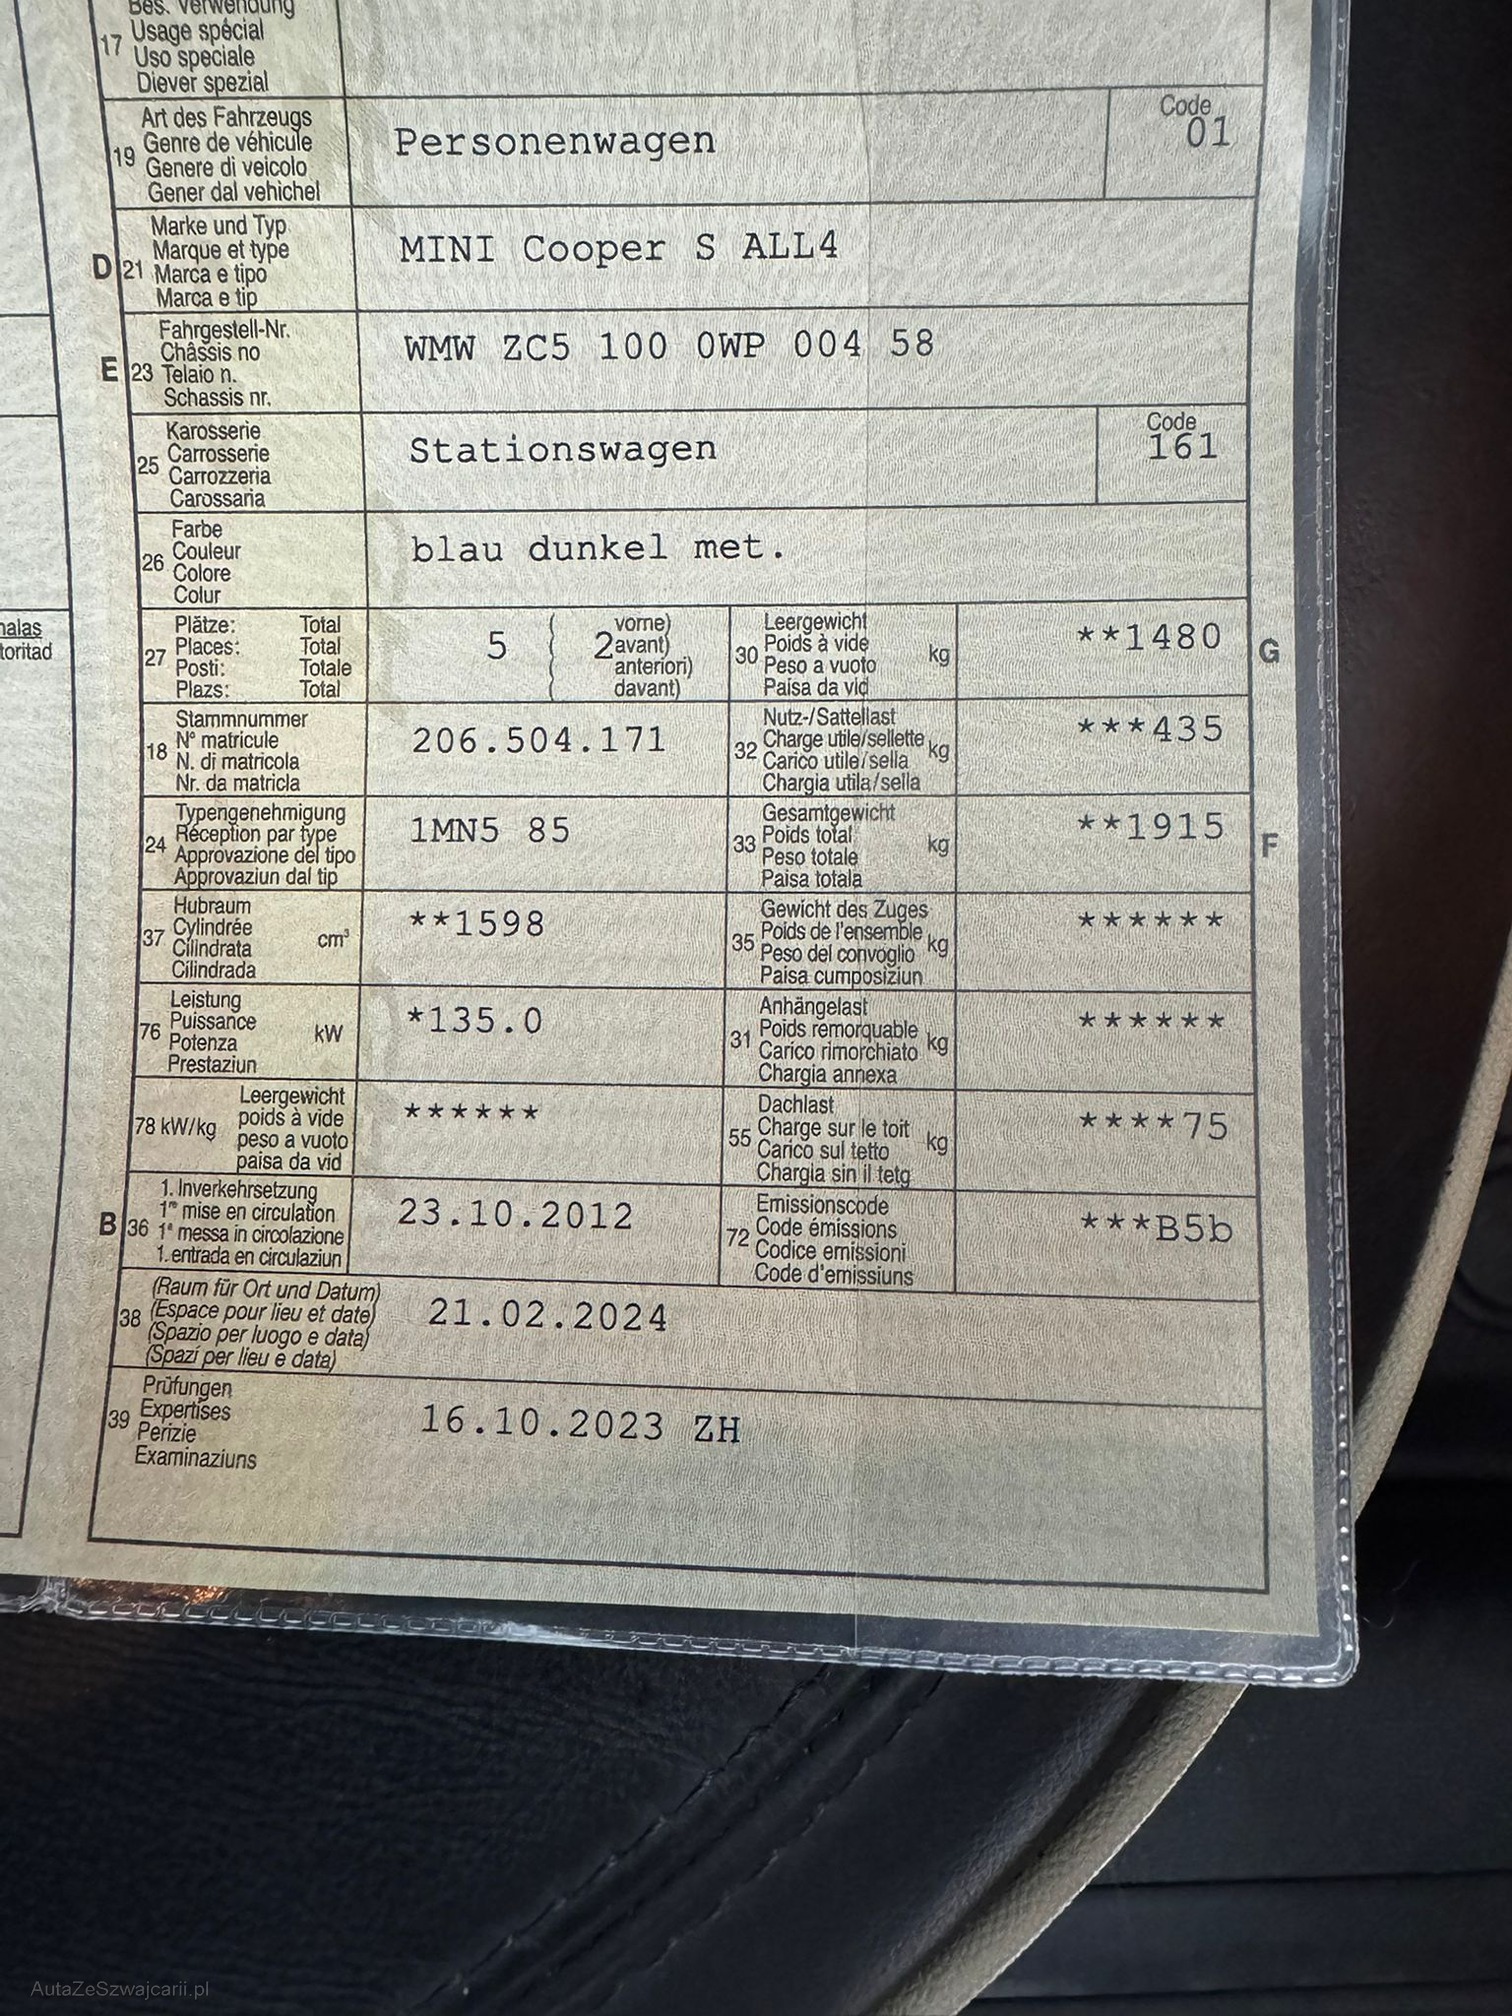 Bes. Verwendung
17 Usage spécial
Uso speciale
Diever spezial
Art des Fahrzeugs
19 Genre de véhicule
Genere di veicolo
Gener dal vehichel
Personenwagen
Code
01
Marke und Typ
Marque et type
D 21 Marca e tipo
Marca e tip
MINI Cooper S ALL4
Fahrgestell-Nr.
Châssis no
E 23 Telaio n.
Schassis nr.
WMW ZC5 100 0WP 004 58
Karosserie
25 Carrosserie
Carrozzeria
Carossaria
Stationswagen
Code
161
Farbe
26 Couleur
Colore
Colur
blau dunkel met.
nalas
toritad
Plätze: Total
27 Places: Total
Posti: Totale
Plazs: Total
5 ( 2 vorne)
avant)
anteriori)
davant)
Leergewicht
30 Poids à vide kg
Peso a vuoto
Paisa da vid
**1480 G
Stammnummer
18 N° matricule
N. di matricola
Nr. da matricla
206.504.171
Nutz-/Sattellast
32 Charge utile/sellette kg
Carico utile/sella
Chargia utila/sella
***435
Typengenehmigung
24 Réception par type
Approvazione del tipo
Approvaziun dal tip
1MN5 85
Gesamtgewicht
33 Poids total kg
Peso totale
Paisa totala
**1915 F
Hubraum
37 Cylindrée cm³
Cilindrata
Cilindrada
**1598
Gewicht des Zuges
35 Poids de l'ensemble kg
Peso del convoglio
Paisa cumposiziun
******
Leistung
76 Puissance kW
Potenza
Prestaziun
*135.0
Anhängelast
31 Poids remorquable kg
Carico rimorchiato
Chargia annexa
******
Leergewicht
78 kW/kg poids à vide
peso a vuoto
paisa da vid
******
Dachlast
55 Charge sur le toit kg
Carico sul tetto
Chargia sin il tetg
****75
1. Inverkehrsetzung
B 36 1re mise en circulation
1a messa in circolazione
1. entrada en circulaziun
23.10.2012
Emissionscode
72 Code émissions
Codice emissioni
Code d'emissiuns
***B5b
(Raum für Ort und Datum)
38 (Espace pour lieu et date)
(Spazio per luogo e data)
(Spazi per lieu e data)
21.02.2024
Prüfungen
39 Expertises
Perizie
Examinaziuns
16.10.2023 ZH
AutaZeSzwajcarii.pl